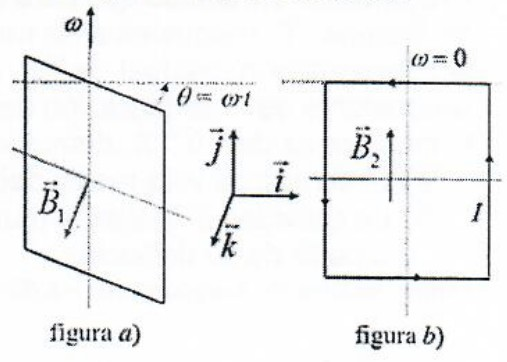 ω
θ = ωt
B⃗₁
j⃗
i⃗
k⃗
figura a)
ω = 0
B⃗₂
I
figura b)